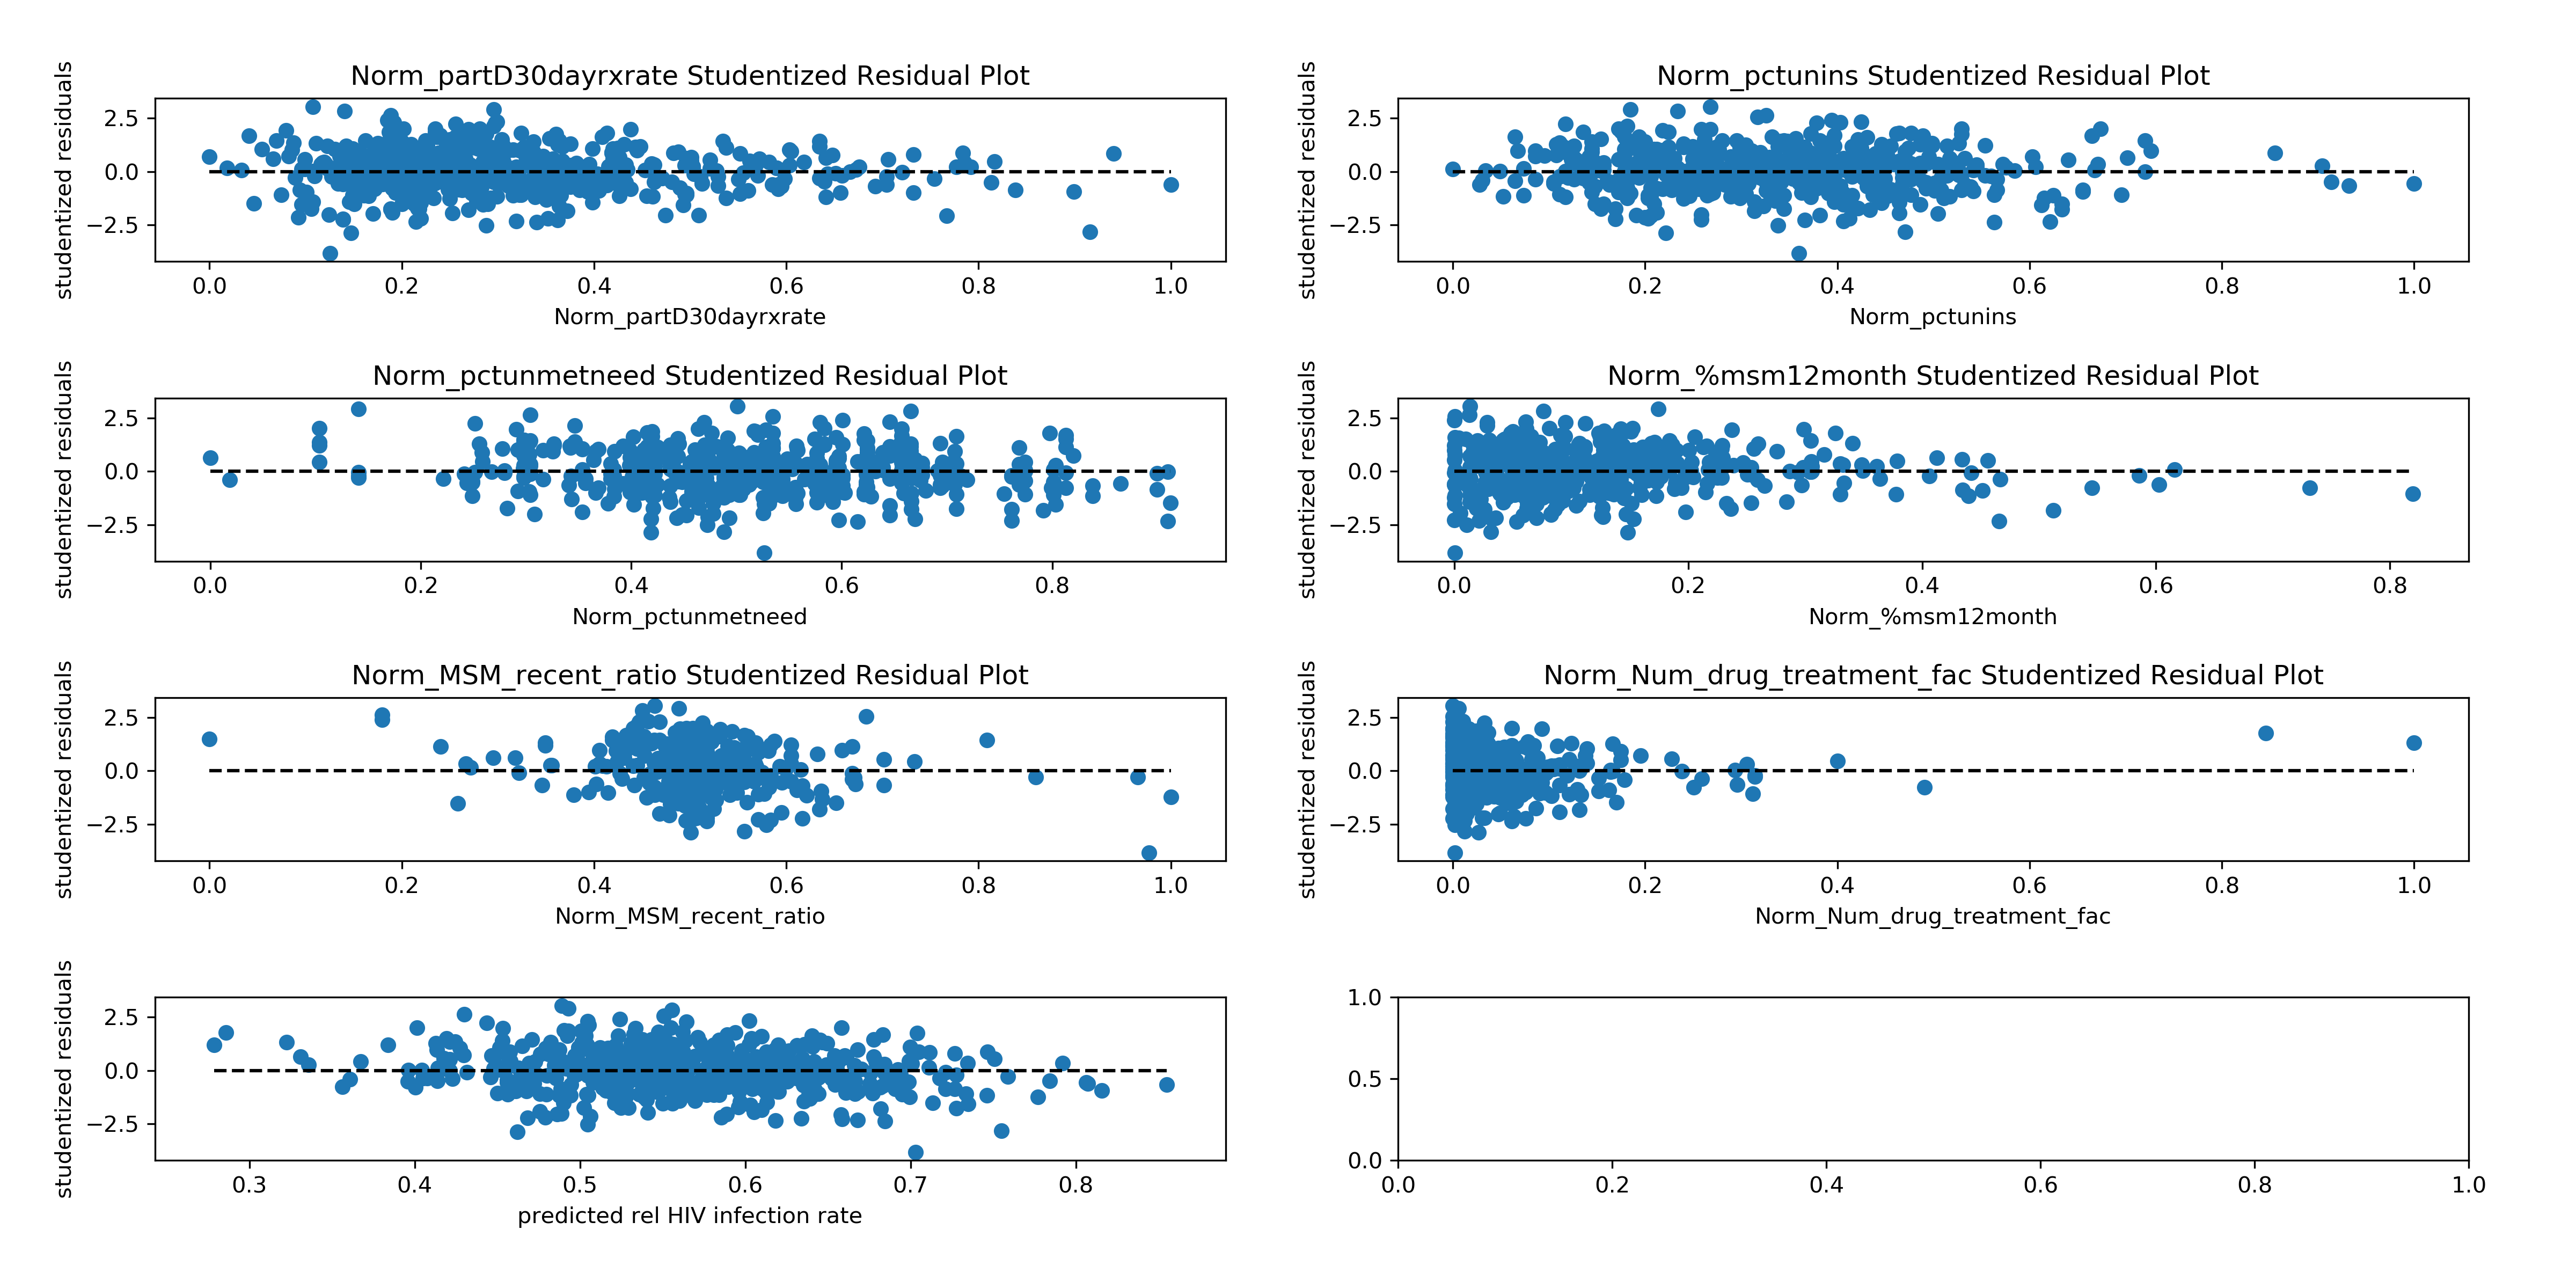 Norm_partD30dayrxrate Studentized Residual Plot
studentized residuals
2.5
0.0
−2.5
0.0 0.2 0.4 0.6 0.8 1.0
Norm_partD30dayrxrate
Norm_pctunins Studentized Residual Plot
studentized residuals
2.5
0.0
−2.5
0.0 0.2 0.4 0.6 0.8 1.0
Norm_pctunins
Norm_pctunmetneed Studentized Residual Plot
studentized residuals
2.5
0.0
−2.5
0.0 0.2 0.4 0.6 0.8
Norm_pctunmetneed
Norm_%msm12month Studentized Residual Plot
studentized residuals
2.5
0.0
−2.5
0.0 0.2 0.4 0.6 0.8
Norm_%msm12month
Norm_MSM_recent_ratio Studentized Residual Plot
studentized residuals
2.5
0.0
−2.5
0.0 0.2 0.4 0.6 0.8 1.0
Norm_MSM_recent_ratio
Norm_Num_drug_treatment_fac Studentized Residual Plot
studentized residuals
2.5
0.0
−2.5
0.0 0.2 0.4 0.6 0.8 1.0
Norm_Num_drug_treatment_fac
studentized residuals
2.5
0.0
−2.5
0.3 0.4 0.5 0.6 0.7 0.8
predicted rel HIV infection rate
1.0
0.5
0.0
0.0 0.2 0.4 0.6 0.8 1.0